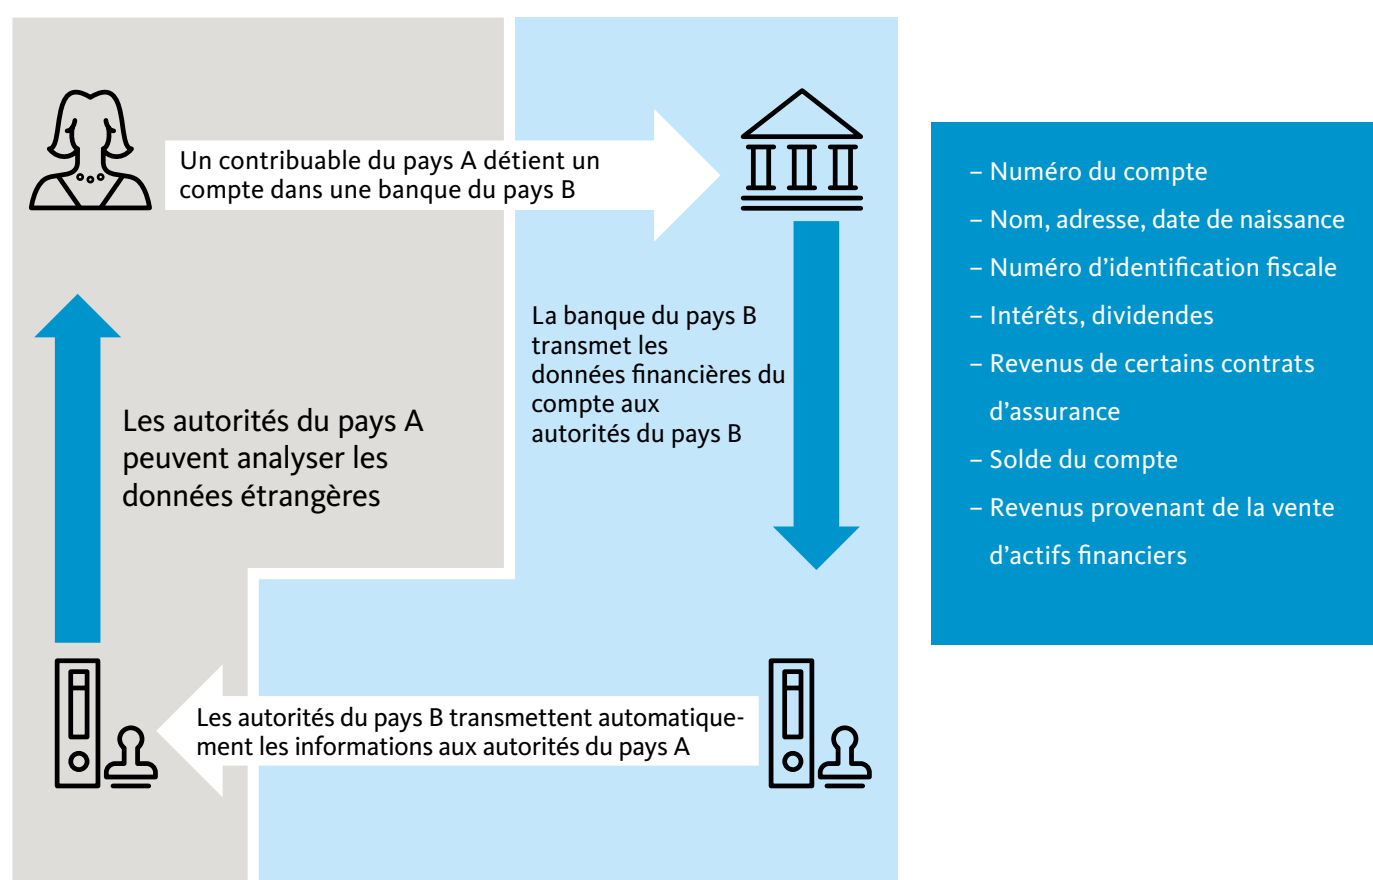 Un contribuable du pays A détient un
compte dans une banque du pays B
La banque du pays B
transmet les
données financières du
compte aux
autorités du pays B
Les autorités du pays A
peuvent analyser les
données étrangères
Les autorités du pays B transmettent automatique-
ment les informations aux autorités du pays A
– Numéro du compte
– Nom, adresse, date de naissance
– Numéro d’identification fiscale
– Intérêts, dividendes
– Revenus de certains contrats
d’assurance
– Solde du compte
– Revenus provenant de la vente
d’actifs financiers